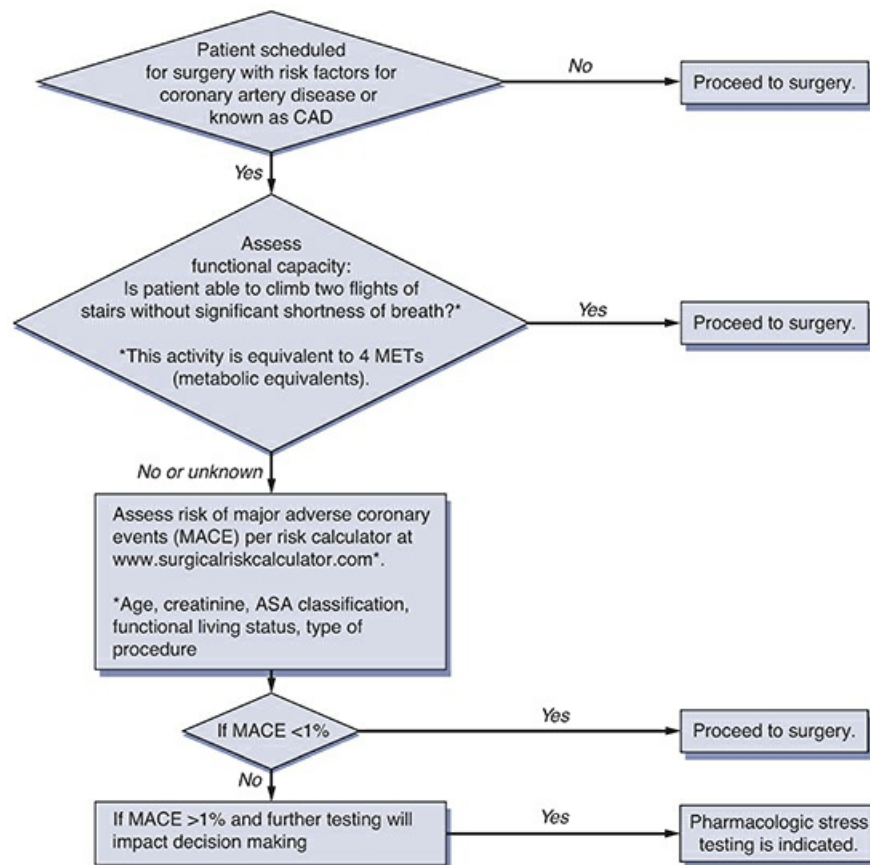 Patient scheduled
for surgery with risk factors for
coronary artery disease or
known as CAD
No
Proceed to surgery.
Yes
Assess
functional capacity:
Is patient able to climb two flights of
stairs without significant shortness of breath?*
*This activity is equivalent to 4 METs
(metabolic equivalents).
Yes
Proceed to surgery.
No or unknown
Assess risk of major adverse coronary
events (MACE) per risk calculator at
www.surgicalriskcalculator.com*.
*Age, creatinine, ASA classification,
functional living status, type of
procedure
If MACE <1%
Yes
Proceed to surgery.
No
If MACE >1% and further testing will
impact decision making
Yes
Pharmacologic stress
testing is indicated.